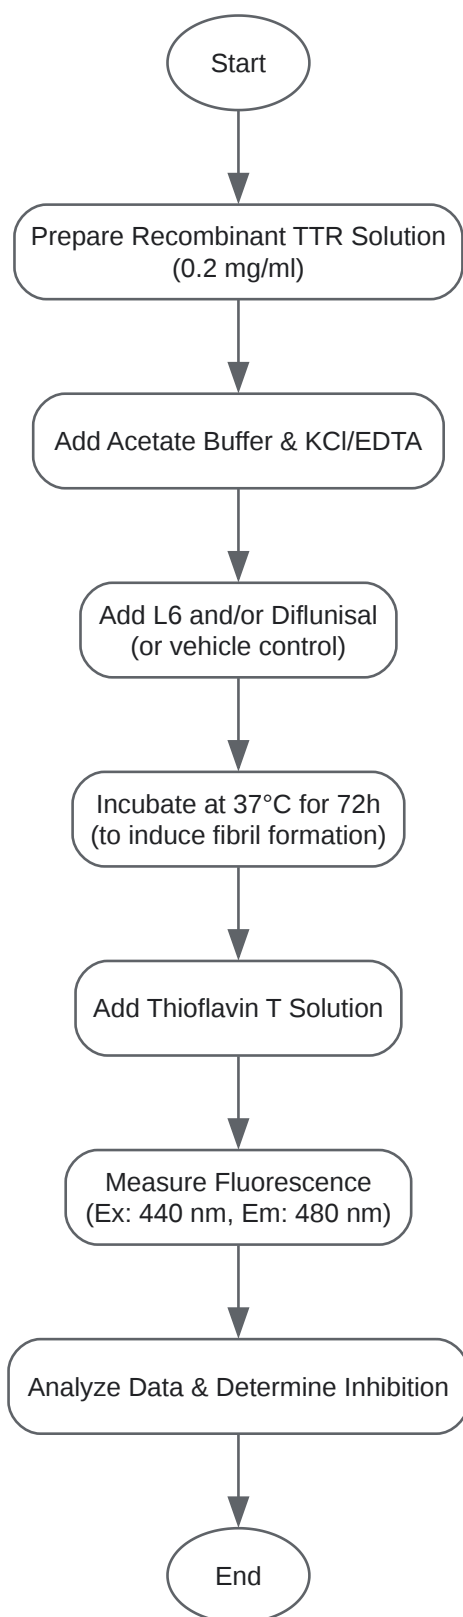 Start
Prepare Recombinant TTR Solution
(0.2 mg/ml)
Add Acetate Buffer & KCl/EDTA
Add L6 and/or Diflunisal
(or vehicle control)
Incubate at 37°C for 72h
(to induce fibril formation)
Add Thioflavin T Solution
Measure Fluorescence
(Ex: 440 nm, Em: 480 nm)
Analyze Data & Determine Inhibition
End